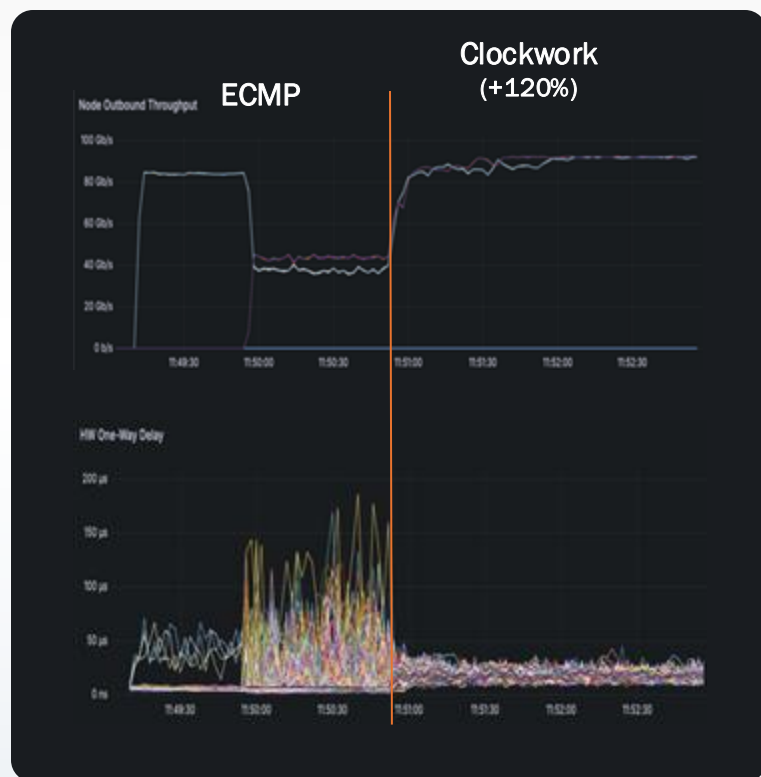 Clockwork
(+120%)
ECMP
Node Outbound Throughput
100 Gb/s
80 Gb/s
60 Gb/s
40 Gb/s
20 Gb/s
0 b/s
11:49:30 11:50:00 11:50:30 11:51:00 11:51:30 11:52:00 11:52:30
HW One-Way Delay
200 µs
150 µs
100 µs
50 µs
0 ns
11:49:30 11:50:00 11:50:30 11:51:00 11:51:30 11:52:00 11:52:30